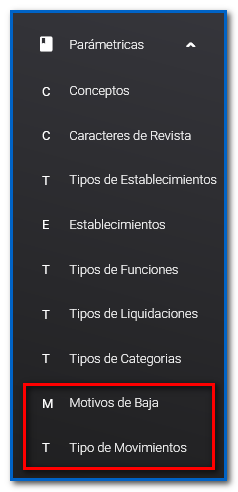 Parámetricas
C Conceptos
C Caracteres de Revista
T Tipos de Establecimientos
E Establecimientos
T Tipos de Funciones
T Tipos de Liquidaciones
T Tipos de Categorias
M Motivos de Baja
T Tipo de Movimientos